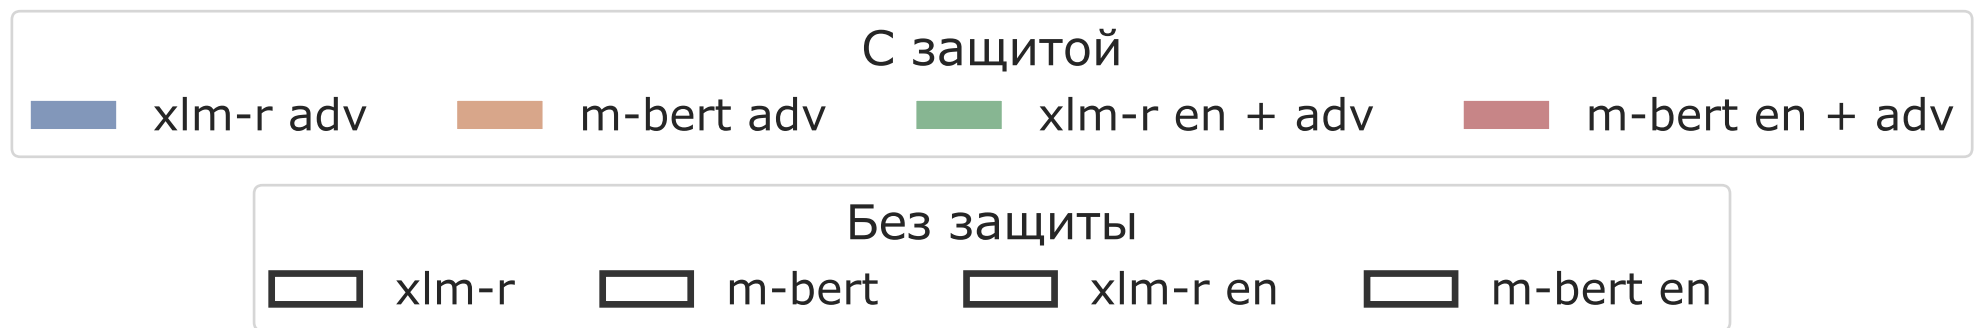 С защитой
xlm-r adv m-bert adv xlm-r en + adv m-bert en + adv
Без защиты
xlm-r m-bert xlm-r en m-bert en